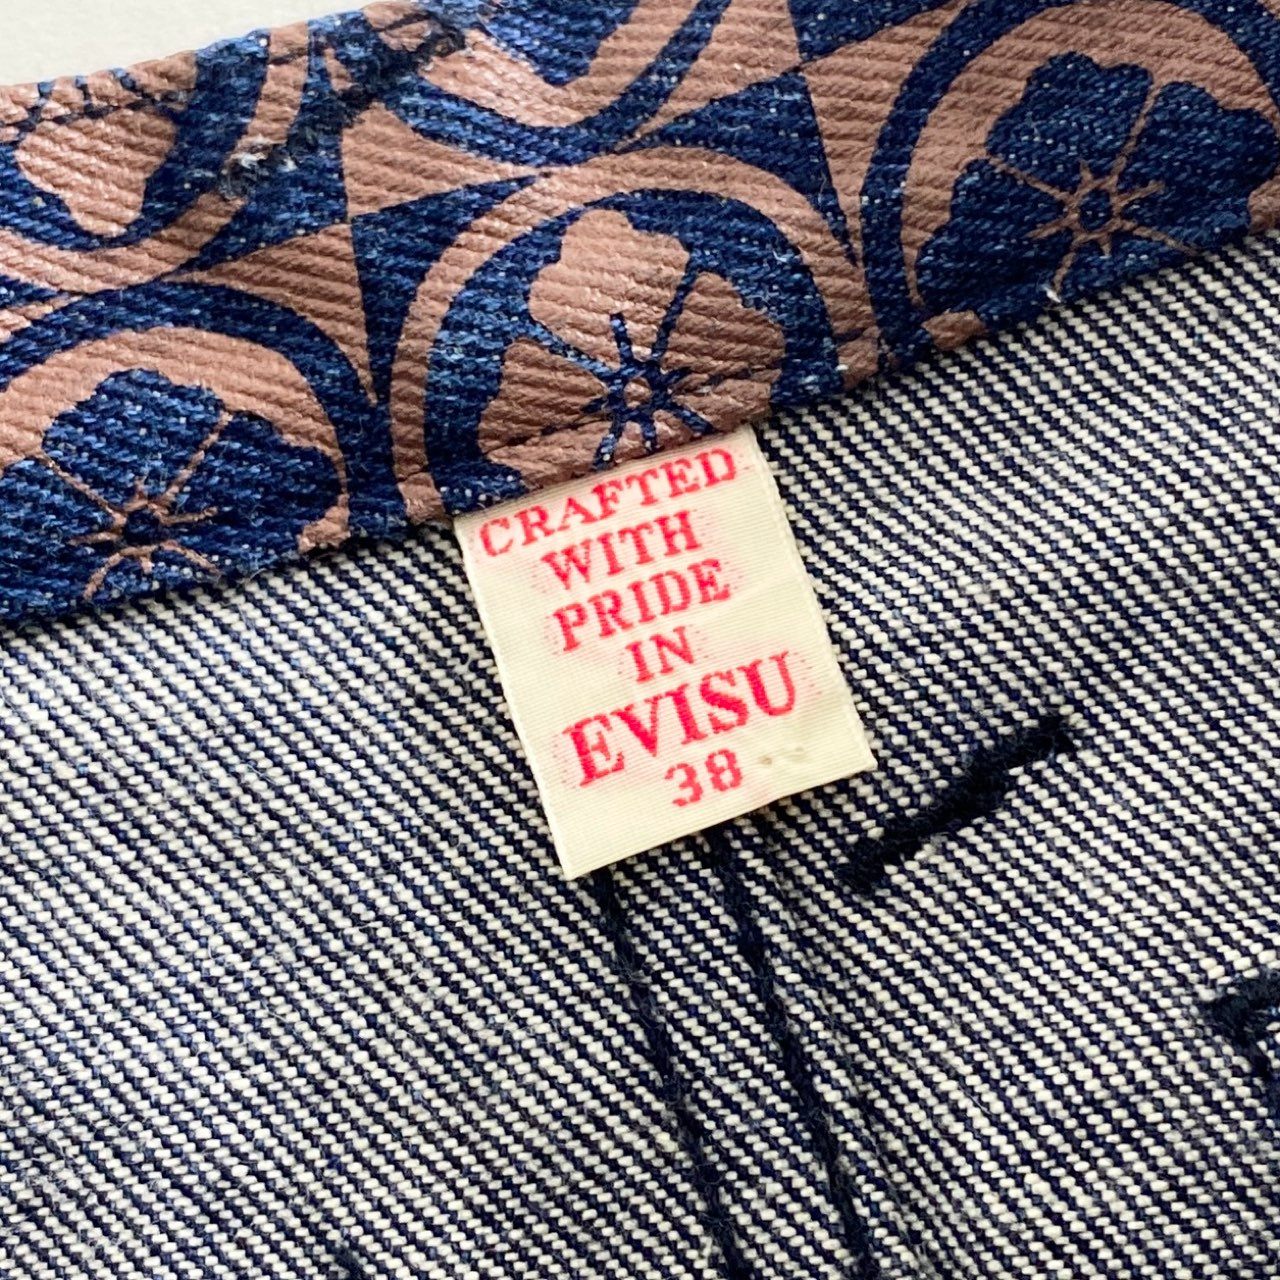 CRAFTED
WITH
PRIDE
IN
EVISU
38